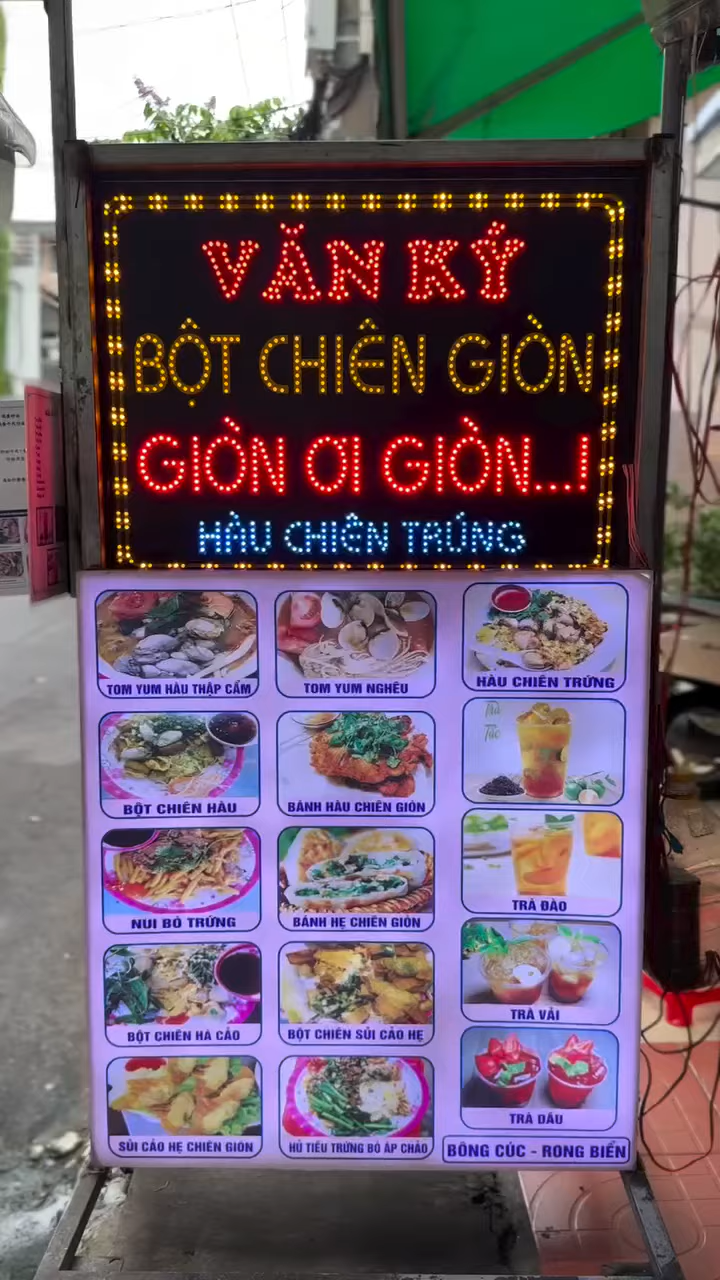 VĂN KÝ
BỘT CHIÊN GIÒN
GIÒN ƠI GIÒN...!
HÀU CHIÊN TRỨNG
TOM YUM HÀU THẬP CẨM
TOM YUM NGHÊU
HÀU CHIÊN TRỨNG
BỘT CHIÊN HÀU
BÁNH HÀU CHIÊN GIÒN
Trà Tắc
NUI BÒ TRỨNG
BÁNH HẸ CHIÊN GIÒN
TRÀ ĐÀO
BỘT CHIÊN HÁ CẢO
BỘT CHIÊN SỦI CẢO HẸ
TRÀ VẢI
SỦI CẢO HẸ CHIÊN GIÒN
HỦ TIẾU TRỨNG BÒ ÁP CHẢO
TRÀ DÂU
BÔNG CÚC - RONG BIỂN